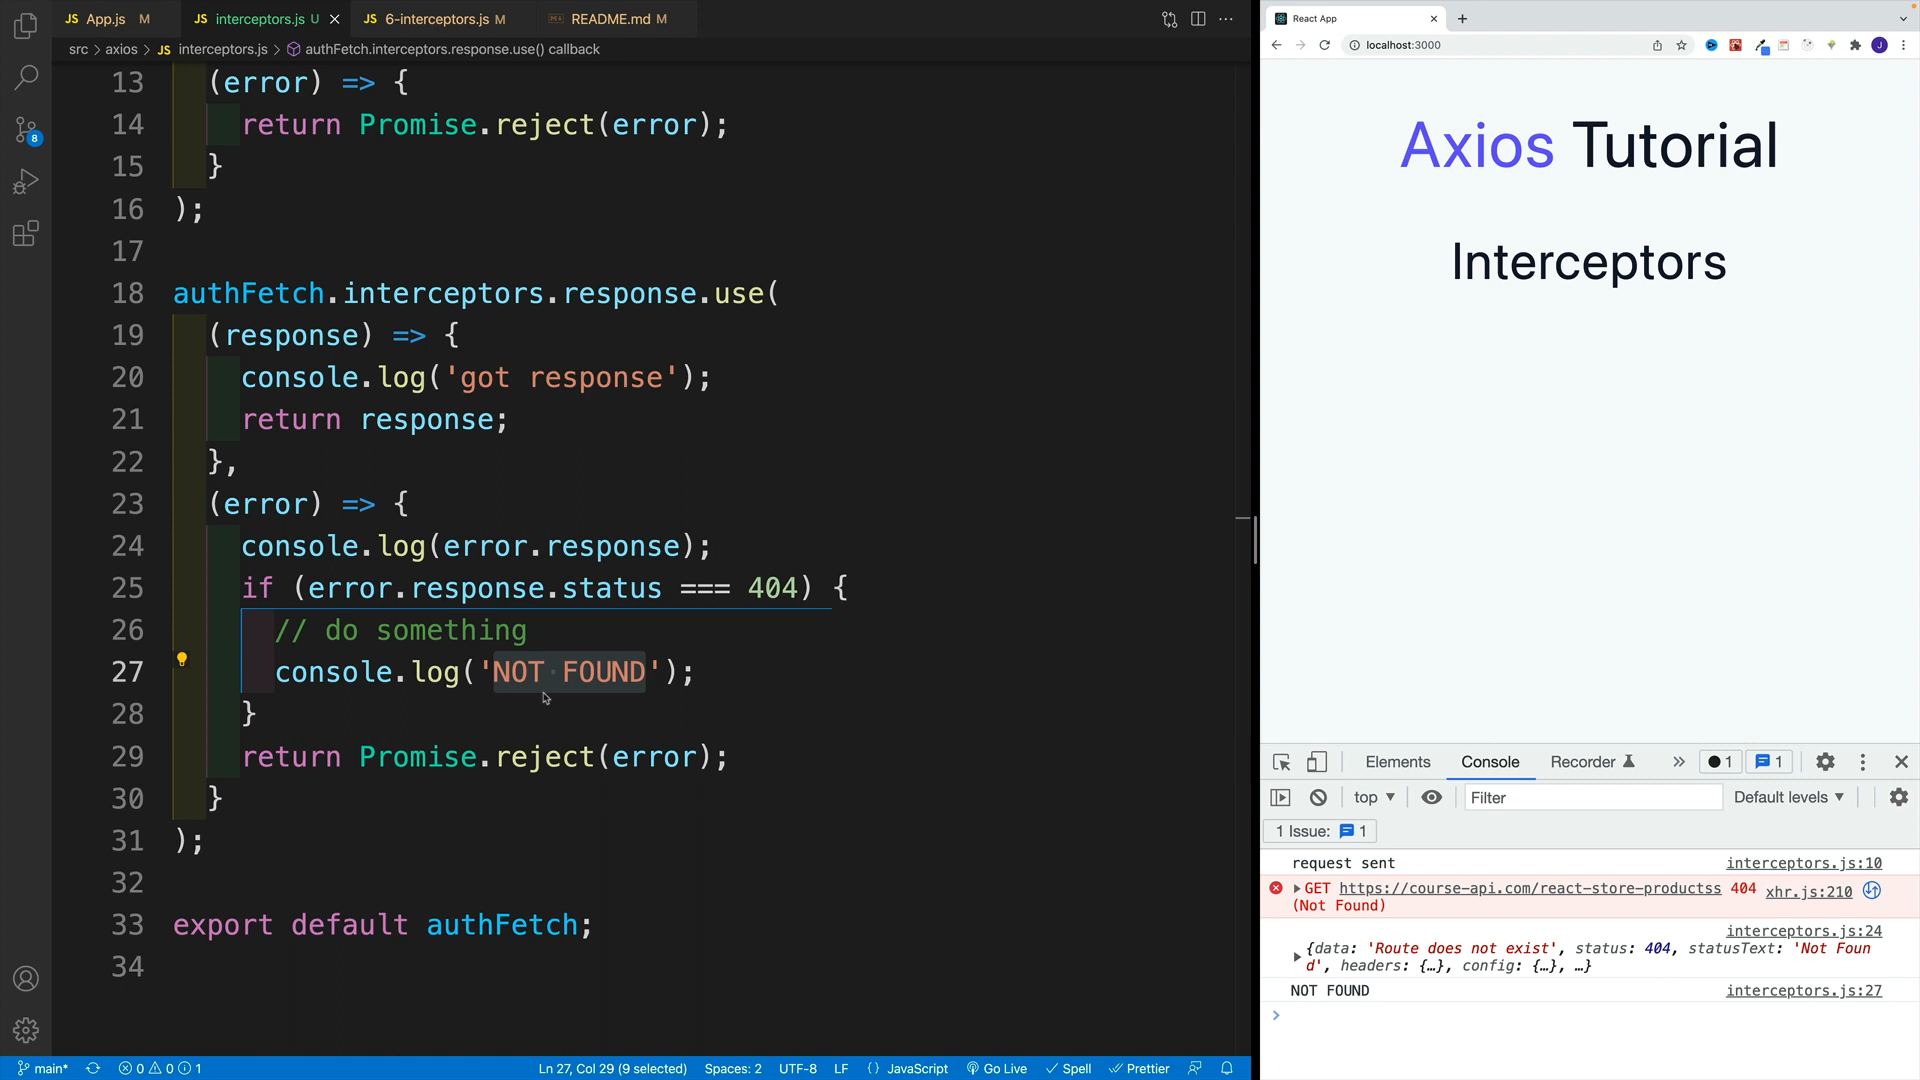 JS App.js M
JS interceptors.js U
JS 6-interceptors.js M
README.md M
src > axios > JS interceptors.js > authFetch.interceptors.response.use() callback
13 (error) => {
14 return Promise.reject(error);
15 }
16 );
17
18 authFetch.interceptors.response.use(
19 (response) => {
20 console.log('got response');
21 return response;
22 },
23 (error) => {
24 console.log(error.response);
25 if (error.response.status === 404) {
26 // do something
27 console.log('NOT FOUND');
28 }
29 return Promise.reject(error);
30 }
31 );
32
33 export default authFetch;
34
8
main* 0 0 1
Ln 27, Col 29 (9 selected) Spaces: 2 UTF-8 LF {} JavaScript Go Live Spell Prettier
React App
localhost:3000
J
Axios Tutorial
Interceptors
Elements Console Recorder 1 1
top Filter Default levels
1 Issue: 1
request sent interceptors.js:10
GET https://course-api.com/react-store-productss 404 xhr.js:210
(Not Found)
interceptors.js:24
{data: 'Route does not exist', status: 404, statusText: 'Not Foun
d', headers: {…}, config: {…}, …}
NOT FOUND interceptors.js:27